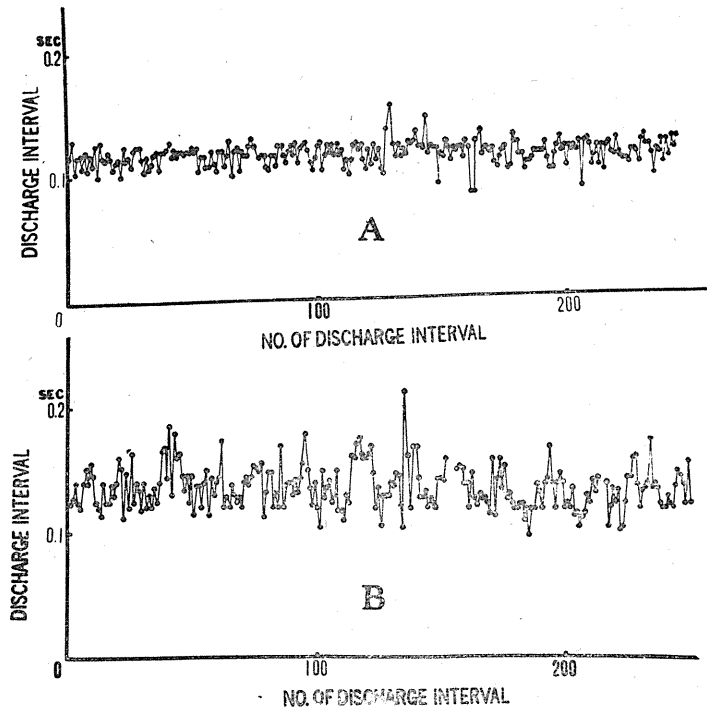 SEC
0.2
DISCHARGE INTERVAL
0.1
A
0
100
200
NO. OF DISCHARGE INTERVAL
SEC
0.2
DISCHARGE INTERVAL
0.1
B
0
100
200
NO. OF DISCHARGE INTERVAL